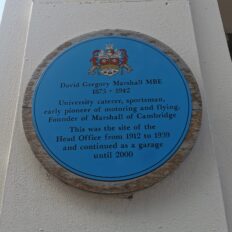 David Gregory Marshall MBE
1873 - 1942
University caterer, sportsman,
early pioneer of motoring and flying,
Founder of Marshall of Cambridge
This was the site of the
Head Office from 1912 to 1939
and continued as a garage
until 2000